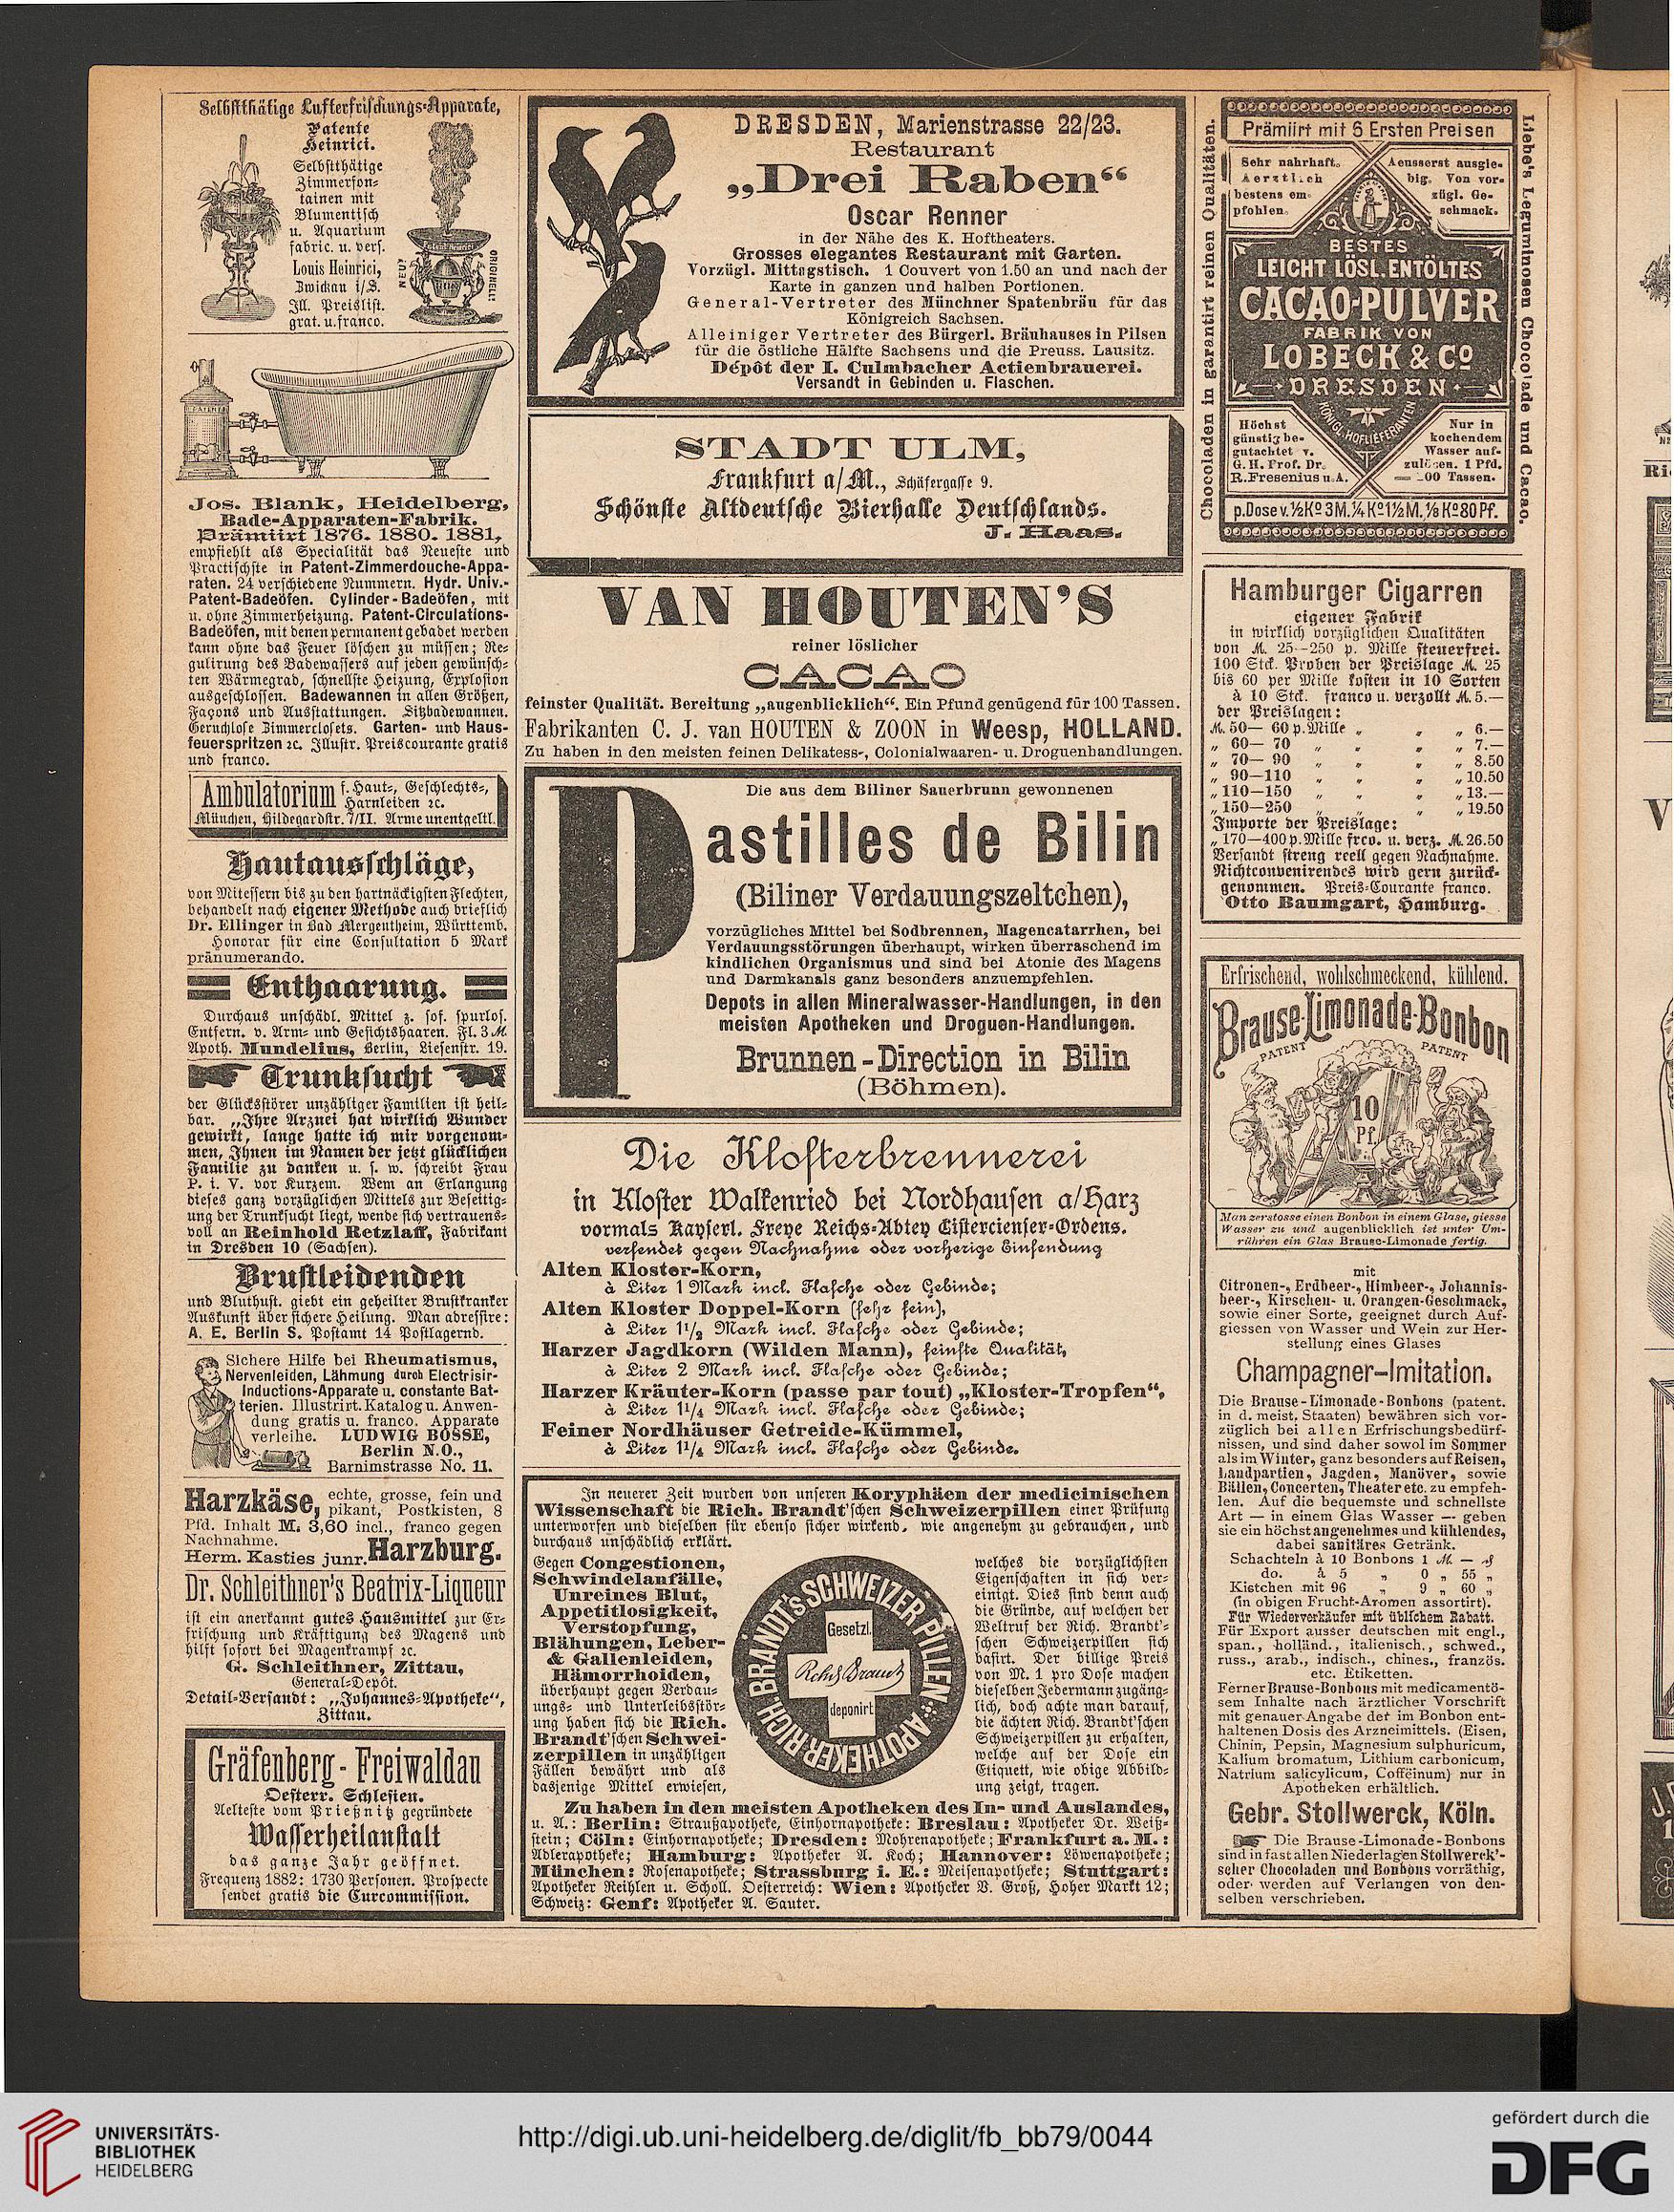 Selbstthätige Lufterfrischungs-Apparate,
Patente
Heinrici.
Selbstthätige
Zimmerfon-
tainen mit
Blumentisch
u. Aquarium
fabric. u. vers.
Louis Heinrici,
Zwickau i/S.
Ill. Preislist.
grat. u. franco.
NEU!
ORIGINELL!
PATENT
Jos. Blank, Heidelberg,
Bade-Apparaten-Fabrik.
Prämiirt 1876. 1880. 1881,
empfiehlt als Specialität das Neueste und
Practischste in Patent-Zimmerdouche-Appa-
raten. 24 verschiedene Nummern. Hydr. Univ.-
Patent-Badeöfen. Cylinder-Badeöfen, mit
u. ohne Zimmerheizung. Patent-Circulations-
Badeöfen, mit denen permanent gebadet werden
kann ohne das Feuer löschen zu müssen; Re-
gulirung des Badewassers auf jeden gewünsch-
ten Wärmegrad, schnellste Heizung, Explosion
ausgeschlossen. Badewannen in allen Größen,
Façons und Ausstattungen. Sitzbadewannen.
Geruchlose Zimmerclosets. Garten- und Haus-
feuerspritzen ꝛc. Illustr. Preiscourante gratis
und franco.
Ambulatorium f. Haut-, Geschlechts-,
Harnleiden ꝛc.
München, Hildegardstr. 7/II. Arme unentgeltl.
Hautausschläge,
von Mitessern bis zu den hartnäckigsten Flechten,
behandelt nach eigener Methode auch brieflich
Dr. Ellinger in Bad Mergentheim, Württemb.
Honorar für eine Consultation 5 Mark
pränumerando.
Enthaarung.
Durchaus unschädl. Mittel z. sof. spurlos.
Entfern. v. Arm- und Gesichtshaaren. Fl. 3 M
Apoth. Mundelius, Berlin, Liesenstr. 19.
Trunksucht
der Glücksstörer unzähliger Familien ist heil-
bar. „Ihre Arznei hat wirklich Wunder
gewirkt, lange hatte ich mir vorgenom-
men, Ihnen im Namen der jetzt glücklichen
Familie zu danken u. s. w. schreibt Frau
P. i. V. vor Kurzem. Wem an Erlangung
dieses ganz vorzüglichen Mittels zur Beseitig-
ung der Trunksucht liegt, wende sich vertrauens-
voll an Reinhold Retzlaff, Fabrikant
in Dresden 10 (Sachsen).
Brustleidenden
und Bluthust. giebt ein geheilter Brustkranker
Auskunft über sichere Heilung. Man adressire:
A. E. Berlin S. Postamt 14 Postlagernd.
Sichere Hilfe bei Rheumatismus,
Nervenleiden, Lähmung durch Electrisir-
Inductions-Apparate u. constante Bat-
terien. Illustrirt. Katalog u. Anwen-
dung gratis u. franco. Apparate
verleihe. LUDWIG BOSSE,
Berlin N.O.,
Barnimstrasse No. 11.
Harzkäse, echte, grosse, fein und
pikant, Postkisten, 8
Pfd. Inhalt M. 3,60 incl., franco gegen
Nachnahme.
Herm. Kasties junr. Harzburg.
Dr. Schleithner's Beatrix-Liqueur
ist ein anerkannt gutes Hausmittel zur Er-
frischung und Kräftigung des Magens und
hilft sofort bei Magenkrampf ꝛc.
G. Schleithner, Zittau,
General-Depôt.
Detail-Versandt: „Johannes-Apotheke“,
Zittau.
Gräfenberg-Freiwaldau
Oesterr. Schlesien.
Aelteste vom Prießnitz gegründete
Wasserheilanstalt
das ganze Jahr geöffnet.
Frequenz 1882: 1730 Personen. Prospecte
sendet gratis die Curcommission.
DRESDEN, Marienstrasse 22/23.
Restaurant
„Drei Raben“
Oscar Renner
in der Nähe des K. Hoftheaters.
Grosses elegantes Restaurant mit Garten.
Vorzügl. Mittagstisch. 1 Couvert von 1.50 an und nach der
Karte in ganzen und halben Portionen.
General-Vertreter des Münchner Spatenbräu für das
Königreich Sachsen.
Alleiniger Vertreter des Bürgerl. Bräuhauses in Pilsen
für die östliche Hälfte Sachsens und die Preuss. Lausitz.
Dépôt der I. Culmbacher Actienbrauerei.
Versandt in Gebinden u. Flaschen.
STADT ULM,
Frankfurt a/M., Schäfergasse 9.
Schönste Altdeutsche Bierhalle Deutschlands.
J. Haas.
VAN HOUTEN'S
reiner löslicher
CACAO
feinster Qualität. Bereitung „augenblicklich“. Ein Pfund genügend für 100 Tassen.
Fabrikanten C. J. van HOUTEN & ZOON in Weesp, HOLLAND.
Zu haben in den meisten feinen Delikatess-, Colonialwaaren- u. Droguenhandlungen.
Die aus dem Biliner Sauerbrunn gewonnenen
Pastilles de Bilin
(Biliner Verdauungszeltchen),
vorzügliches Mittel bei Sodbrennen, Magencatarrhen, bei
Verdauungsstörungen überhaupt, wirken überraschend im
kindlichen Organismus und sind bei Atonie des Magens
und Darmkanals ganz besonders anzuempfehlen.
Depots in allen Mineralwasser-Handlungen, in den
meisten Apotheken und Droguen-Handlungen.
Brunnen-Direction in Bilin
(Böhmen).
Die Klosterbrennerei
in Kloster Walkenried bei Nordhausen a/Harz
vormals Kayserl. Freye Reichs-Abtey Cistercienser-Ordens.
versendet gegen Nachnahme oder vorherige Einsendung
Alten Kloster-Korn,
à Liter 1 Mark incl. Flasche oder Gebinde;
Alten Kloster Doppel-Korn (sehr fein),
à Liter 1½ Mark incl. Flasche oder Gebinde;
Harzer Jagdkorn (Wilden Mann), feinste Qualität,
à Liter 2 Mark incl. Flasche oder Gebinde;
Harzer Kräuter-Korn (passe par tout) „Kloster-Tropfen“,
à Liter 1¼ Mark incl. Flasche oder Gebinde;
Feiner Nordhäuser Getreide-Kümmel,
à Liter 1¼ Mark incl. Flasche oder Gebinde.
In neuerer Zeit wurden von unseren Koryphäen der medicinischen
Wissenschaft die Rich. Brandt'schen Schweizerpillen einer Prüfung
unterworfen und dieselben für ebenso sicher wirkend, wie angenehm zu gebrauchen, und
durchaus unschädlich erklärt.
Gegen Congestionen,
Schwindelanfälle,
Unreines Blut,
Appetitlosigkeit,
Verstopfung,
Blähungen, Leber-
& Gallenleiden,
Hämorrhoiden,
überhaupt gegen Verdau-
ungs- und Unterleibsstör-
ung haben sich die Rich.
Brandt'schen Schwei-
zerpillen in unzähligen
Fällen bewährt und als
dasjenige Mittel erwiesen,
APOTHEKER RICH. BRANDT'S SCHWEIZERPILLEN
Gesetzl.
Rich. Brandt
deponirt
welches die vorzüglichsten
Eigenschaften in sich ver-
einigt. Dies sind denn auch
die Gründe, auf welchen der
Weltruf der Rich. Brandt'-
schen Schweizerpillen sich
basirt. Der billige Preis
von M. 1 pro Dose machen
dieselben Jedermann zugäng-
lich, doch achte man darauf,
die ächten Rich. Brandt'schen
Schweizerpillen zu erhalten,
welche auf der Dose ein
Etiquett, wie obige Abbild-
ung zeigt, tragen.
Zu haben in den meisten Apotheken des In- und Auslandes,
u. A.: Berlin: Straußapotheke, Einhornapotheke: Breslau: Apotheker Dr. Weiß-
stein; Cöln: Einhornapotheke; Dresden: Mohrenapotheke; Frankfurt a. M.:
Adlerapotheke; Hamburg: Apotheker A. Koch; Hannover: Löwenapotheke;
München: Rosenapotheke; Strassburg i. E.: Meisenapotheke; Stuttgart:
Apotheker Reihlen u. Scholl. Oesterreich: Wien: Apotheker V. Groß, Hoher Markt 12;
Schweiz: Genf: Apotheker A. Sauter.
Chocoladen in garantirt reinen Qualitäten.
Prämiirt mit 6 Ersten Preisen
Sehr nahrhaft.
Aerztlich
bestens em-
pfohlen.
Aeusserst ausgie-
big. Von vor-
zügl. Ge-
schmack.
BESTES
LEICHT LÖSL. ENTÖLTES
CACAO-PULVER
FABRIK VON
LOBECK & Cº
DRESDEN
KÖNIGL. HOFLIEFERANTEN
Höchst
günstig be-
gutachtet v.
G. H. Prof. Dr.
R. Fresenius u. A.
Nur in
kochendem
Wasser auf-
zulösen. 1 Pfd.
= 100 Tassen.
p. Dose v. ½ Kº 3 M. ¼ Kº 1½ M. ⅛ Kº 80 Pf.
Liebe's Leguminosen Chocolade und Cacao.
Hamburger Cigarren
eigener Fabrik
in wirklich vorzüglichen Qualitäten
von M. 25—250 p. Mille steuerfrei.
100 Stck. Proben der Preislage M. 25
bis 60 per Mille kosten in 10 Sorten
à 10 Stck. franco u. verzollt M. 5.—
der Preislagen:
M. 50— 60 p. Mille „ „ „ 6.—
„ 60— 70 „ „ „ „ 7.—
„ 70— 90 „ „ „ „ 8.50
„ 90—110 „ „ „ „ 10.50
„ 110—150 „ „ „ „ 13.—
„ 150—250 „ „ „ „ 19.50
Importe der Preislage:
„ 170—400 p. Mille frco. u. verz. M. 26.50
Versandt streng reell gegen Nachnahme.
Nichtconvenirendes wird gern zurück-
genommen. Preis-Courante franco.
Otto Baumgart, Hamburg.
Erfrischend, wohlschmeckend, kühlend.
Brause-Limonade-Bonbon
PATENT
PATENT
10
Pf.
Man zerstosse einen Bonbon in einem Glase, giesse
Wasser zu und augenblicklich ist unter Um-
rühren ein Glas Brause-Limonade fertig.
mit
Citronen-, Erdbeer-, Himbeer-, Johannis-
beer-, Kirschen- u. Orangen-Geschmack,
sowie einer Sorte, geeignet durch Auf-
giessen von Wasser und Wein zur Her-
stellung eines Glases
Champagner-Imitation.
Die Brause-Limonade-Bonbons (patent.
in d. meist. Staaten) bewähren sich vor-
züglich bei allen Erfrischungsbedürf-
nissen, und sind daher sowol im Sommer
als im Winter, ganz besonders auf Reisen,
Landpartien, Jagden, Manöver, sowie
Bällen, Concerten, Theater etc. zu empfeh-
len. Auf die bequemste und schnellste
Art — in einem Glas Wasser — geben
sie ein höchst angenehmes und kühlendes,
dabei sanitäres Getränk.
Schachteln à 10 Bonbons 1 M. — ₰
do. à 5 „ 0 „ 55 „
Kistchen mit 96 „ 9 „ 60 „
(in obigen Frucht-Aromen assortirt).
Für Wiederverkäufer mit üblichem Rabatt.
Für Export ausser deutschen mit engl.,
span., holländ., italienisch., schwed.,
russ., arab., indisch., chines., französ.
etc. Etiketten.
Ferner Brause-Bonbons mit medicamentö-
sem Inhalte nach ärztlicher Vorschrift
mit genauer Angabe der im Bonbon ent-
haltenen Dosis des Arzneimittels. (Eisen,
Chinin, Pepsin, Magnesium sulphuricum,
Kalium bromatum, Lithium carbonicum,
Natrium salicylicum, Coffëinum) nur in
Apotheken erhältlich.
Gebr. Stollwerck, Köln.
Die Brause-Limonade-Bonbons
sind in fast allen Niederlagen Stollwerck'-
scher Chocoladen und Bonbons vorräthig,
oder werden auf Verlangen von den-
selben verschrieben.
UNIVERSITÄTS-
BIBLIOTHEK
HEIDELBERG
http://digi.ub.uni-heidelberg.de/diglit/fb_bb79/0044
gefördert durch die
DFG